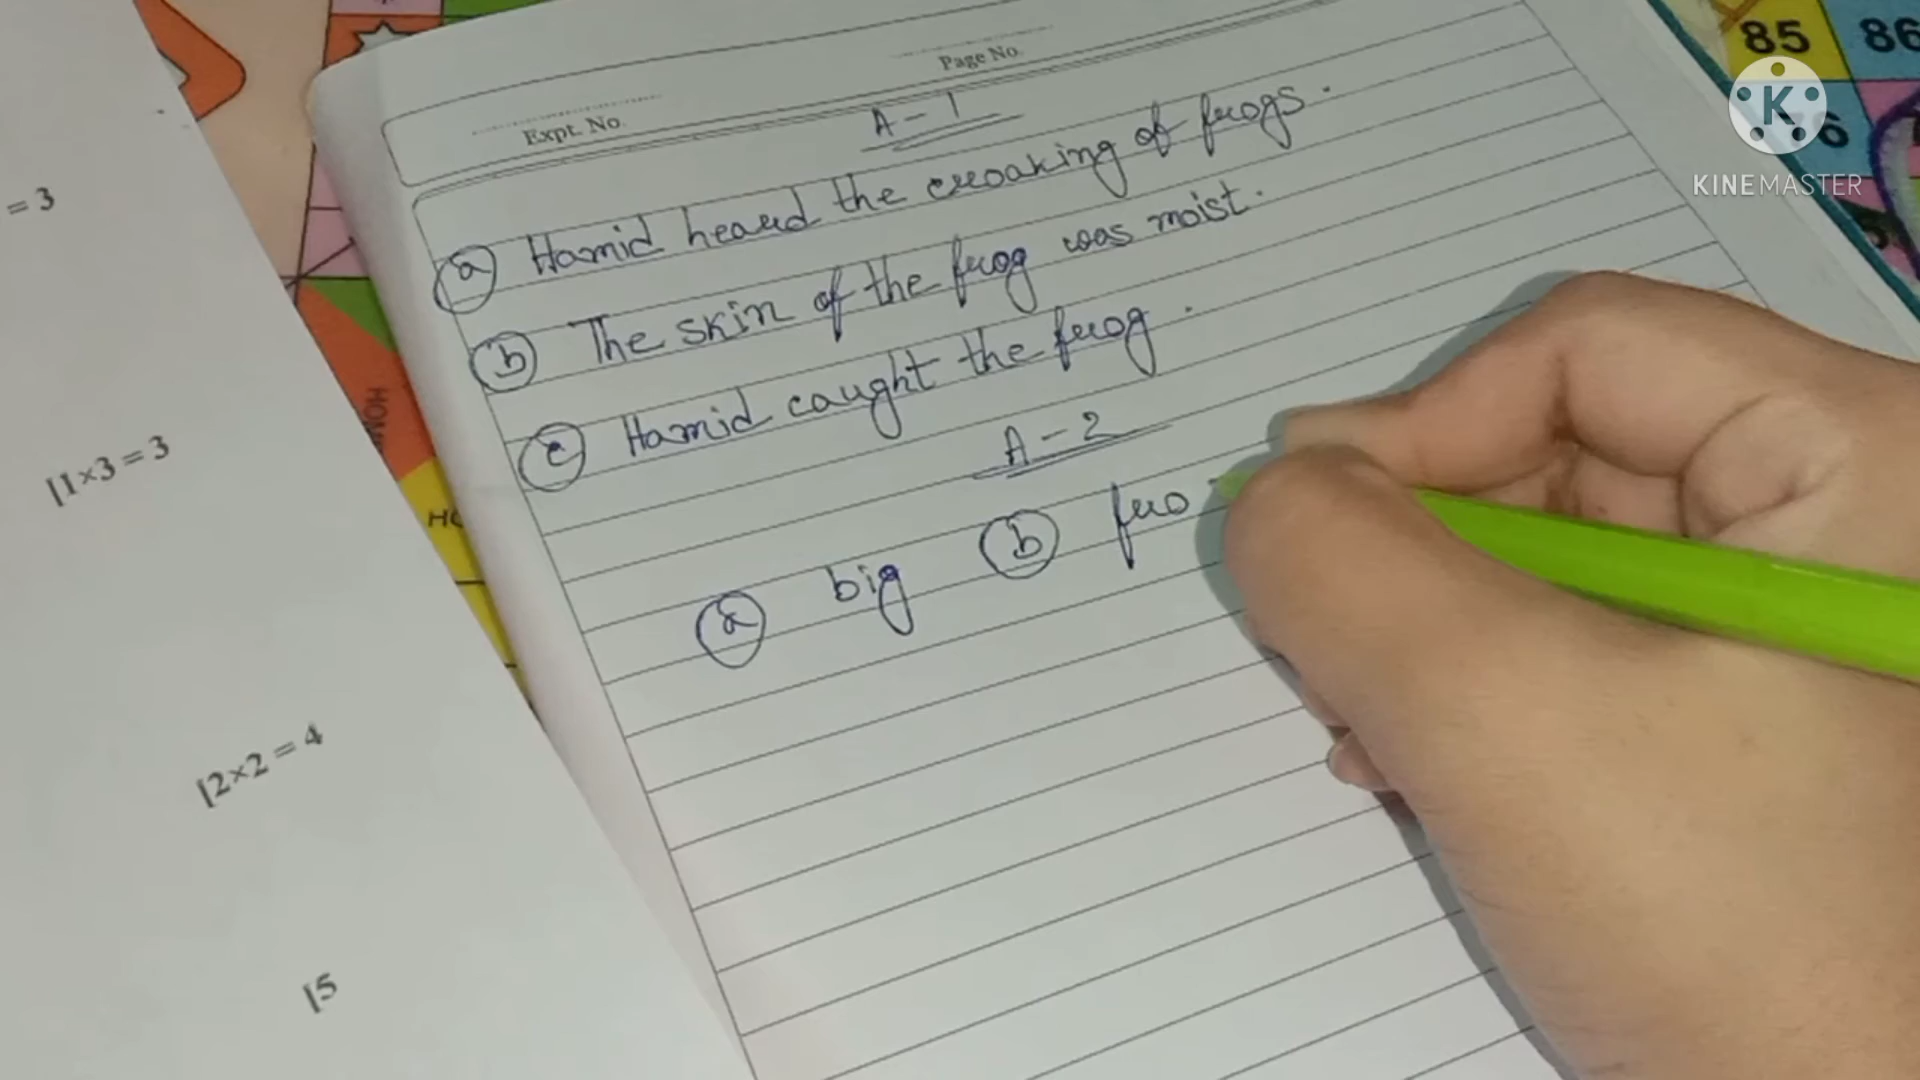 Page No.
Expt. No.
A - 1
(a) Hamid heard the croaking of frogs.
(b) The skin of the frog was moist.
(c) Hamid caught the frog.
A - 2
(a) big (b) fro
= 3
[1×3 = 3
[2×2 = 4
[5
85 86
76
KINEMASTER
K